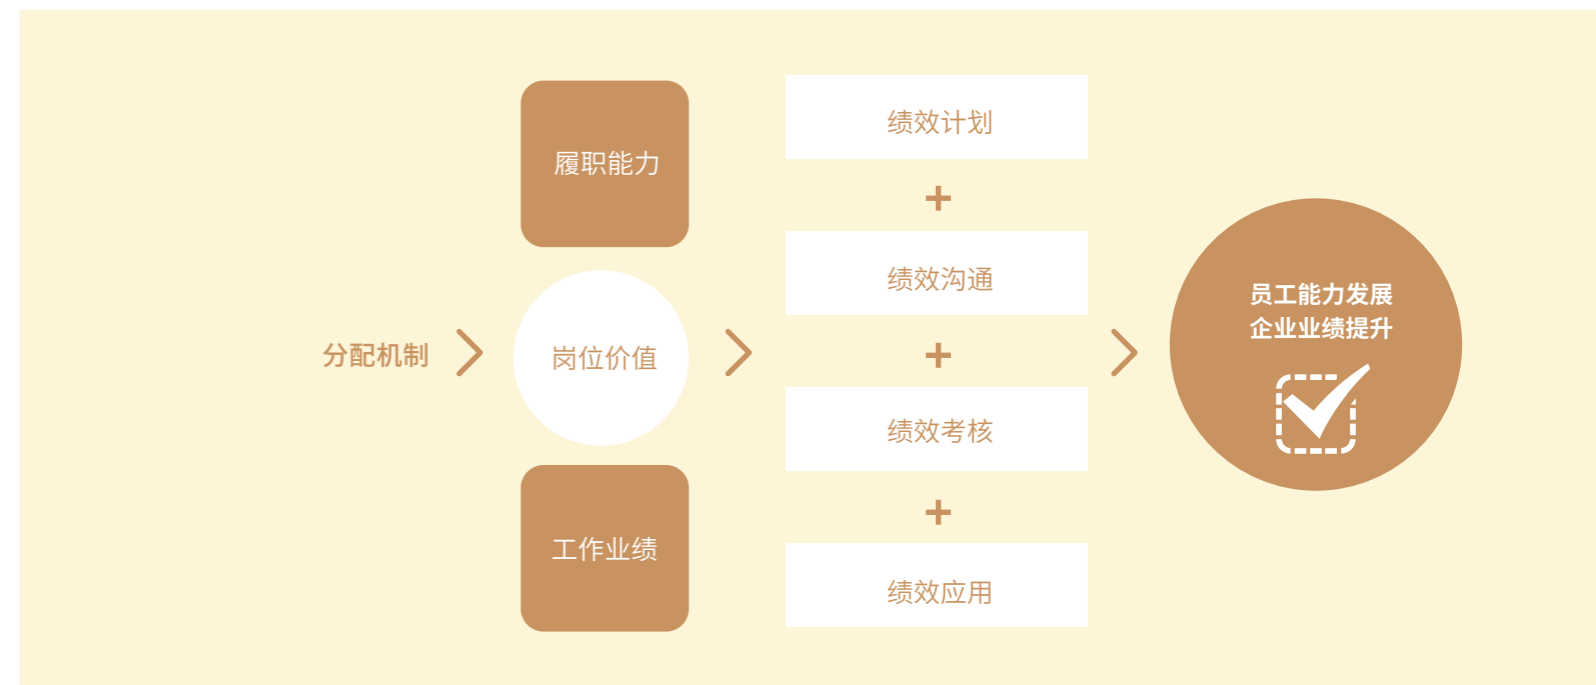 分配机制
履职能力
岗位价值
工作业绩
绩效计划
+
绩效沟通
+
绩效考核
+
绩效应用
员工能力发展
企业业绩提升